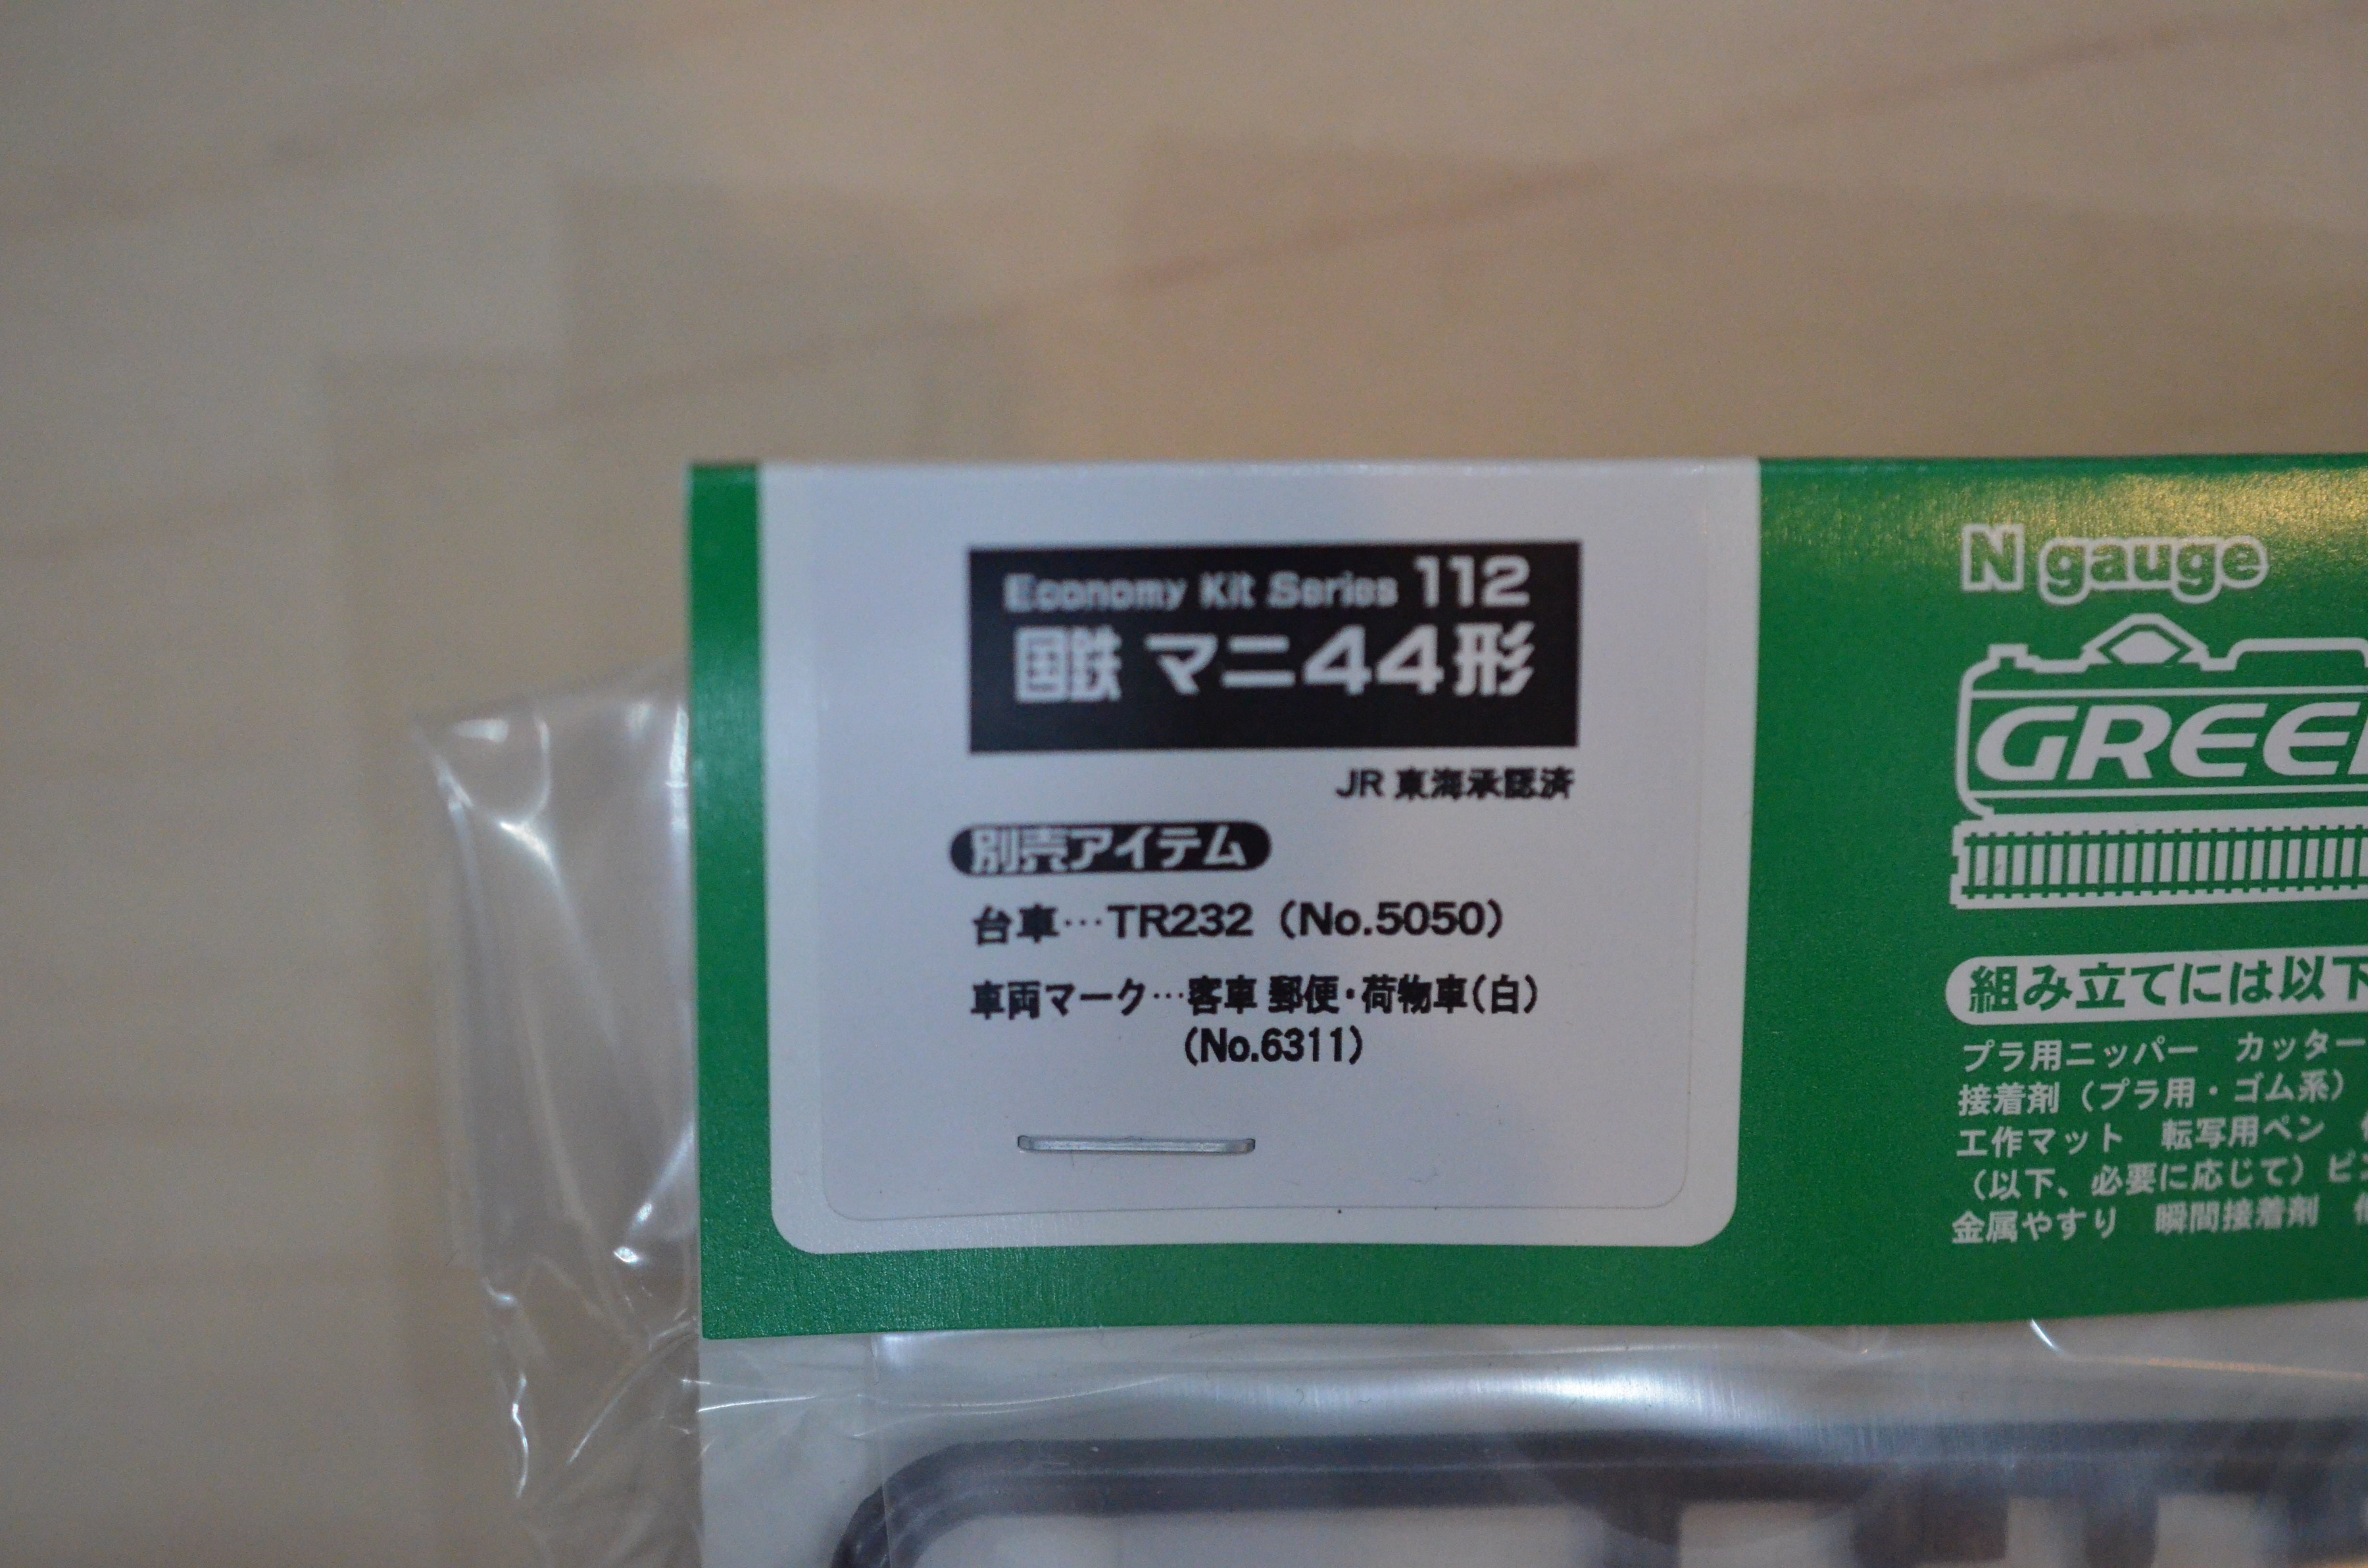 Economy Kit Series 112
国鉄 マニ44形
JR 東海承認済
別売アイテム
台車…TR232（No.5050）
車両マーク…客車 郵便・荷物車（白）
（No.6311）
N gauge
GREE
組み立てには以下
プラ用ニッパー カッター
接着剤（プラ用・ゴム系）
工作マット 転写用ペン
（以下、必要に応じて）ピ
金属やすり 瞬間接着剤